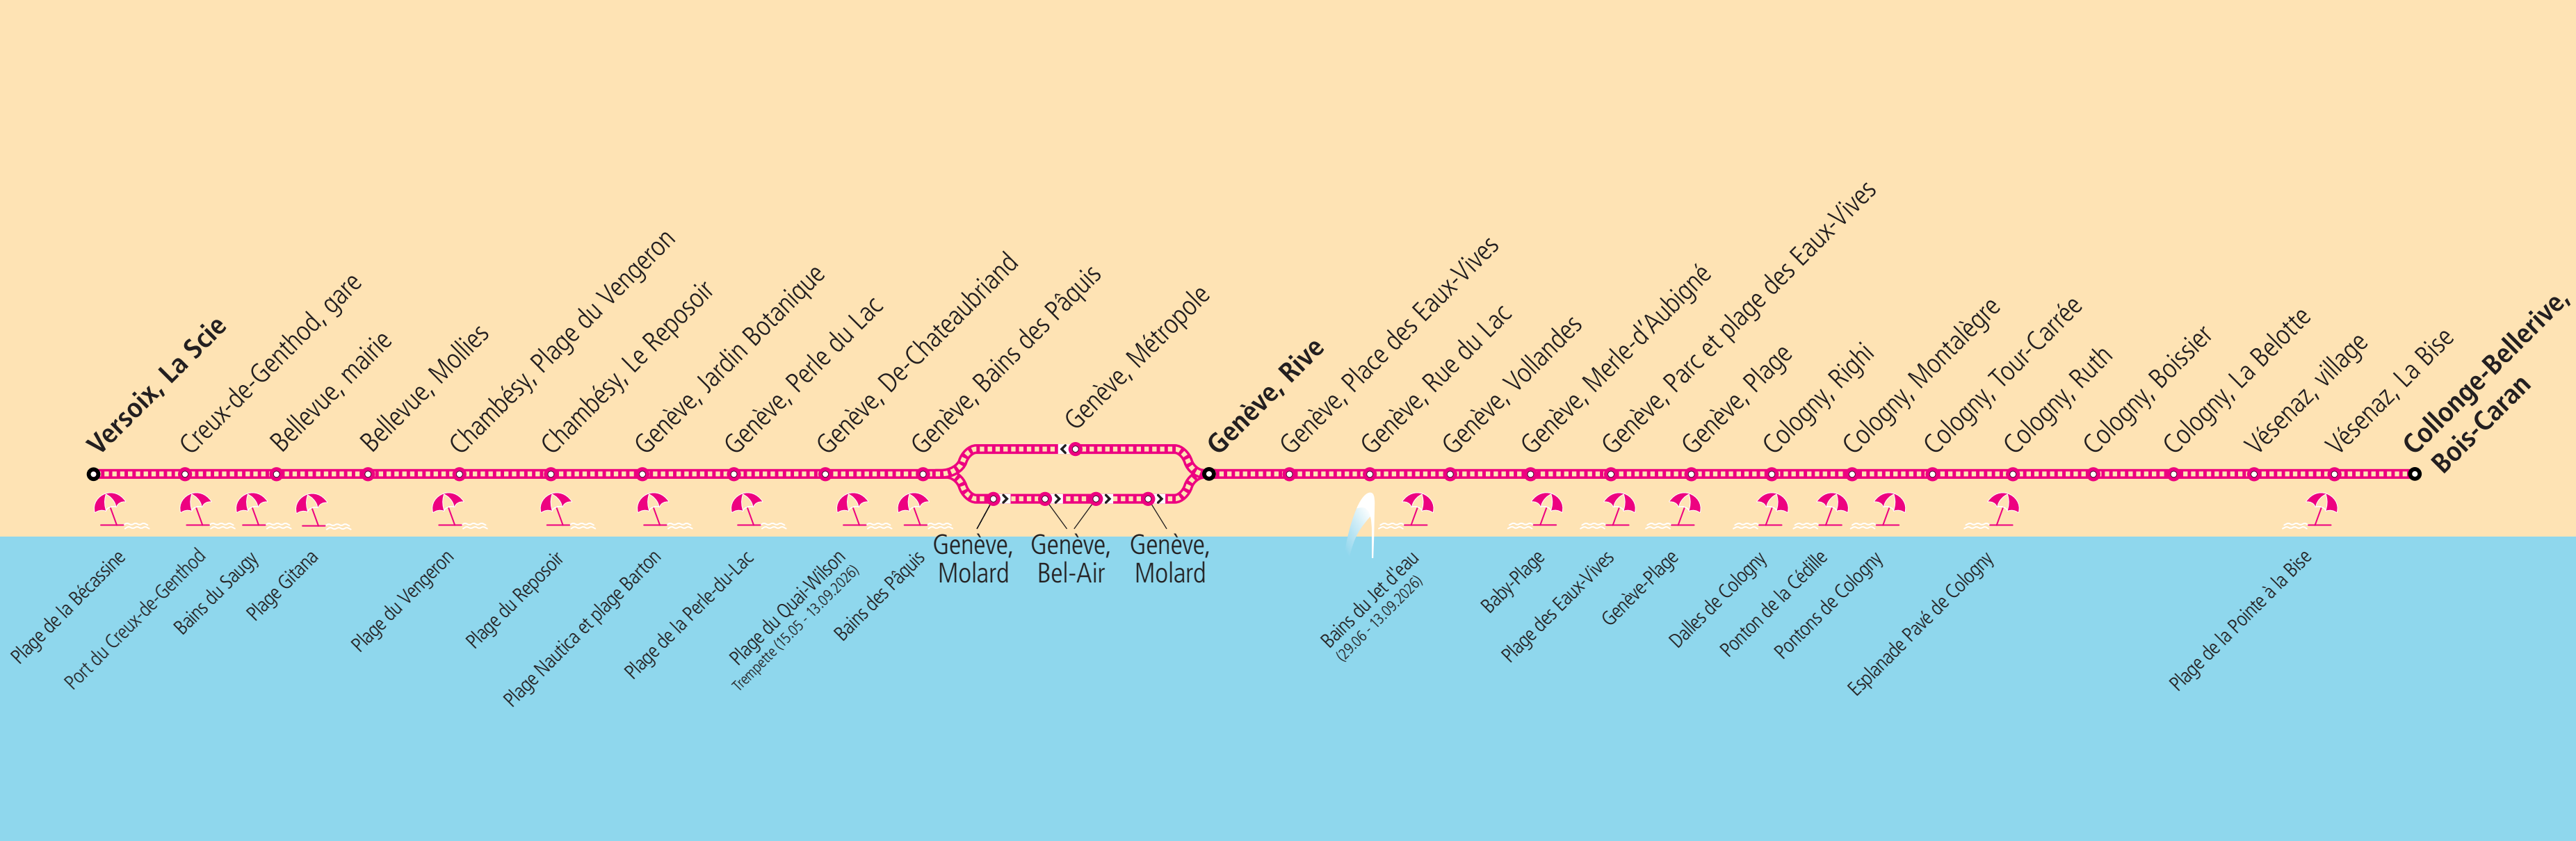 Versoix, La Scie
Creux-de-Genthod, gare
Bellevue, mairie
Bellevue, Mollies
Chambésy, Plage du Vengeron
Chambésy, Le Reposoir
Genève, Jardin Botanique
Genève, Perle du Lac
Genève, De-Chateaubriand
Genève, Bains des Pâquis
Genève, Métropole
Genève, Rive
Genève, Place des Eaux-Vives
Genève, Rue du Lac
Genève, Vollandes
Genève, Merle-d'Aubigné
Genève, Parc et plage des Eaux-Vives
Genève, Plage
Cologny, Righi
Cologny, Montalègre
Cologny, Tour-Carrée
Cologny, Ruth
Cologny, Boissier
Cologny, La Belotte
Vésenaz, village
Vésenaz, La Bise
Collonge-Bellerive,
Bois-Caran
Plage de la Bécassine
Port du Creux-de-Genthod
Bains du Saugy
Plage Gitana
Plage du Vengeron
Plage du Reposoir
Plage Nautica et plage Barton
Plage de la Perle-du-Lac
Plage du Quai-Wilson
Trempette (15.05 - 13.09.2026)
Bains des Pâquis
Genève,
Molard
Genève,
Bel-Air
Genève,
Molard
Bains du Jet d'eau
(29.06 - 13.09.2026)
Baby-Plage
Plage des Eaux-Vives
Genève-Plage
Dalles de Cologny
Ponton de la Cédille
Pontons de Cologny
Esplanade Pavé de Cologny
Plage de la Pointe à la Bise